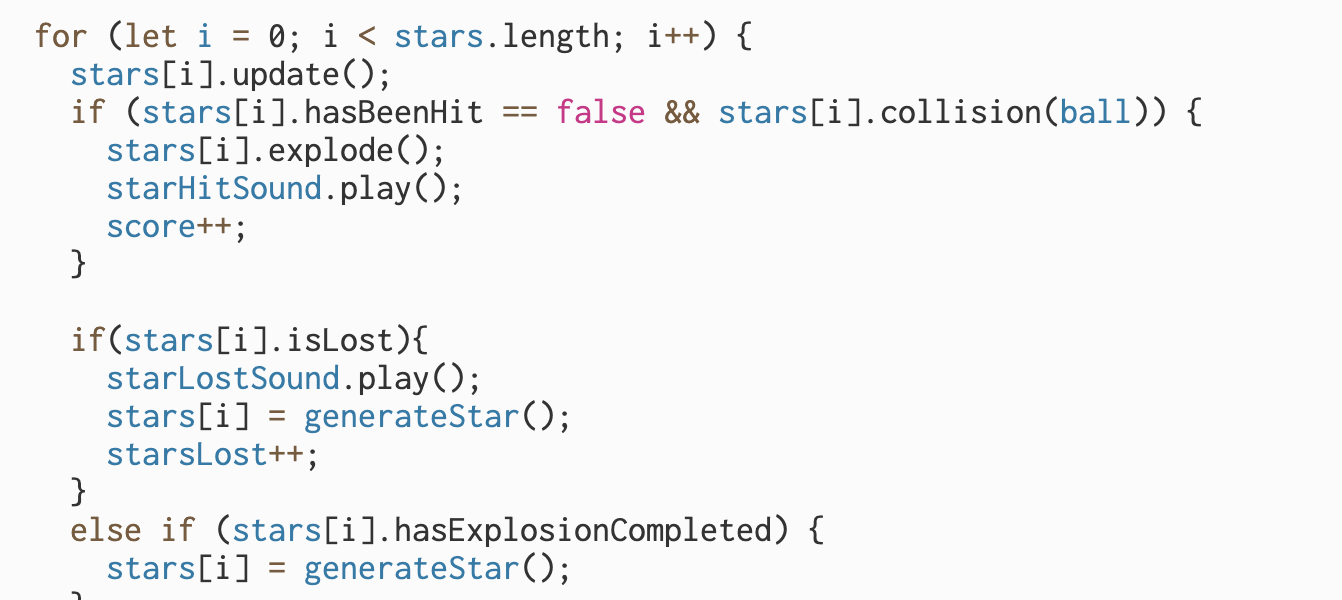 for (let i = 0; i < stars.length; i++) {
  stars[i].update();
  if (stars[i].hasBeenHit == false && stars[i].collision(ball)) {
    stars[i].explode();
    starHitSound.play();
    score++;
  }

  if(stars[i].isLost){
    starLostSound.play();
    stars[i] = generateStar();
    starsLost++;
  }
  else if (stars[i].hasExplosionCompleted) {
    stars[i] = generateStar();
  }